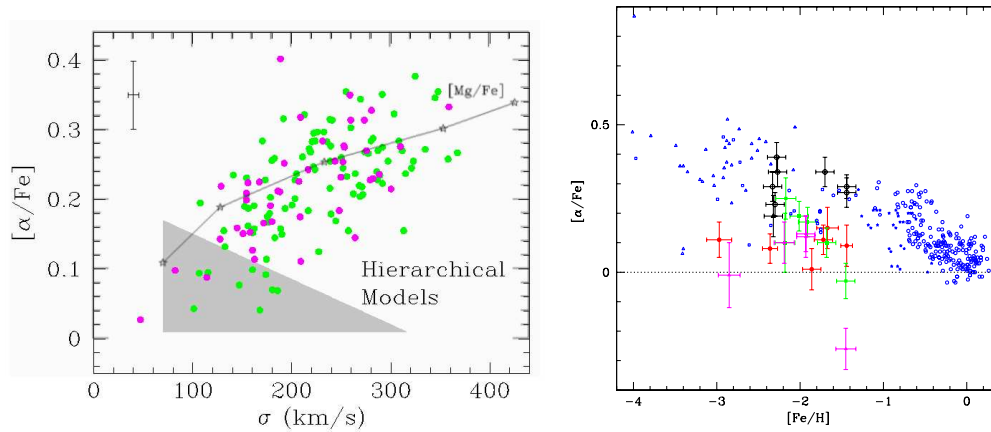 0.4
0.3
0.2
0.1
0
[α/Fe]
[Mg/Fe]
Hierarchical
Models
0 100 200 300 400
σ (km/s)
0.5
0
[α/Fe]
−4 −3 −2 −1 0
[Fe/H]